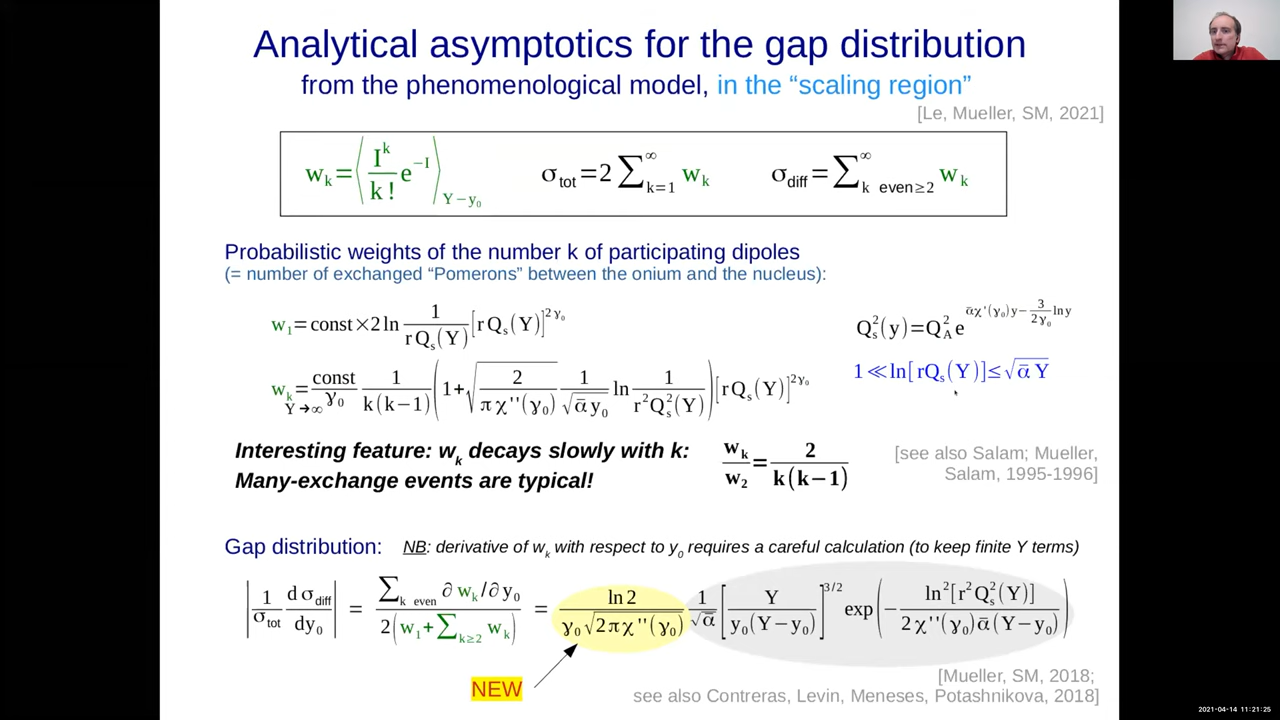 Analytical asymptotics for the gap distribution
from the phenomenological model, in the “scaling region”
[Le, Mueller, SM, 2021]
w_k=⟨I^k/k! e^{−I}⟩_{Y−y_0}   σ_tot=2∑_{k=1}^∞ w_k   σ_diff=∑_{k even≥2}^∞ w_k
Probabilistic weights of the number k of participating dipoles
(= number of exchanged “Pomerons” between the onium and the nucleus):
w_1=const×2 ln 1/(r Q_s(Y)) [r Q_s(Y)]^{2γ_0}
Q_s^2(y)=Q_A^2 e^{ᾱχ'(γ_0)y−3/(2γ_0) ln y}
w_k =_{Y→∞} const/γ_0 1/(k(k−1)) (1+√(2/(πχ''(γ_0))) 1/√(ᾱy_0) ln 1/(r^2Q_s^2(Y))) [r Q_s(Y)]^{2γ_0}
1≪ln[rQ_s(Y)]≤√(ᾱY)
Interesting feature: w_k decays slowly with k:
Many-exchange events are typical!
w_k/w_2=2/(k(k−1))
[see also Salam; Mueller,
Salam, 1995-1996]
Gap distribution: NB: derivative of w_k with respect to y_0 requires a careful calculation (to keep finite Y terms)
|1/σ_tot dσ_diff/dy_0| = ∑_{k even} ∂w_k/∂y_0 / 2(w_1+∑_{k≥2} w_k) = ln 2/(γ_0√(2πχ''(γ_0))) 1/√ᾱ [Y/(y_0(Y−y_0))]^{3/2} exp(−ln^2[r^2Q_s^2(Y)]/(2χ''(γ_0)ᾱ(Y−y_0)))
NEW
[Mueller, SM, 2018;
see also Contreras, Levin, Meneses, Potashnikova, 2018]
2021-04-14 11:21:25